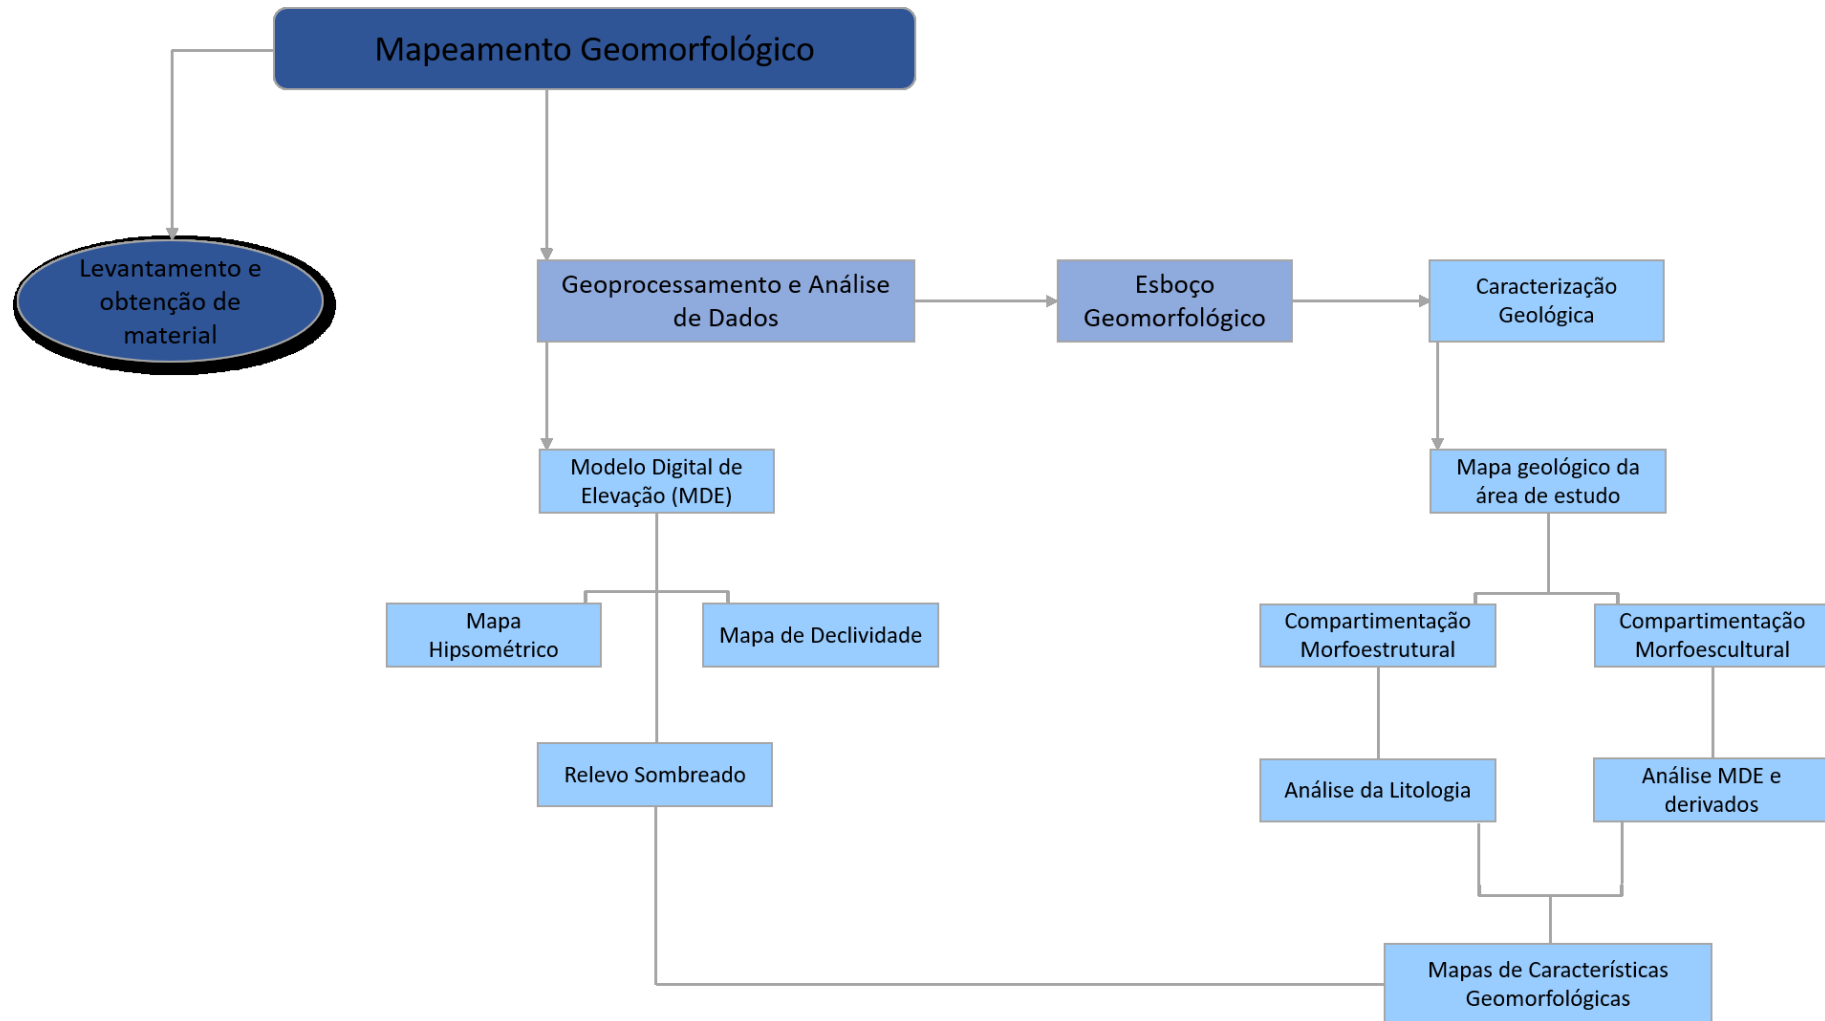 Mapeamento Geomorfológico
Levantamento e
obtenção de
material
Geoprocessamento e Análise
de Dados
Esboço
Geomorfológico
Caracterização
Geológica
Modelo Digital de
Elevação (MDE)
Mapa geológico da
área de estudo
Mapa
Hipsométrico
Mapa de Declividade
Compartimentação
Morfoestrutural
Compartimentação
Morfoescultural
Relevo Sombreado
Análise da Litologia
Análise MDE e
derivados
Mapas de Características
Geomorfológicas